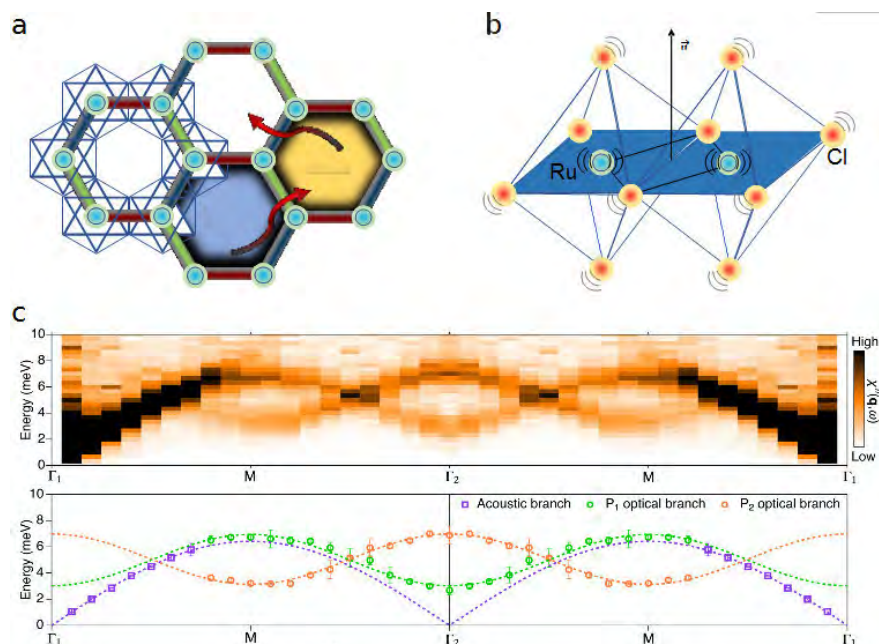 a
b
n
Ru
Cl
c
10
8
6
4
2
0
Energy (meV)
Γ1 M Γ2 M Γ1
High
χ''(q,ω)
Low
Acoustic branch P1 optical branch P2 optical branch
10
8
6
4
2
0
Energy (meV)
Γ1 M Γ2 M Γ1